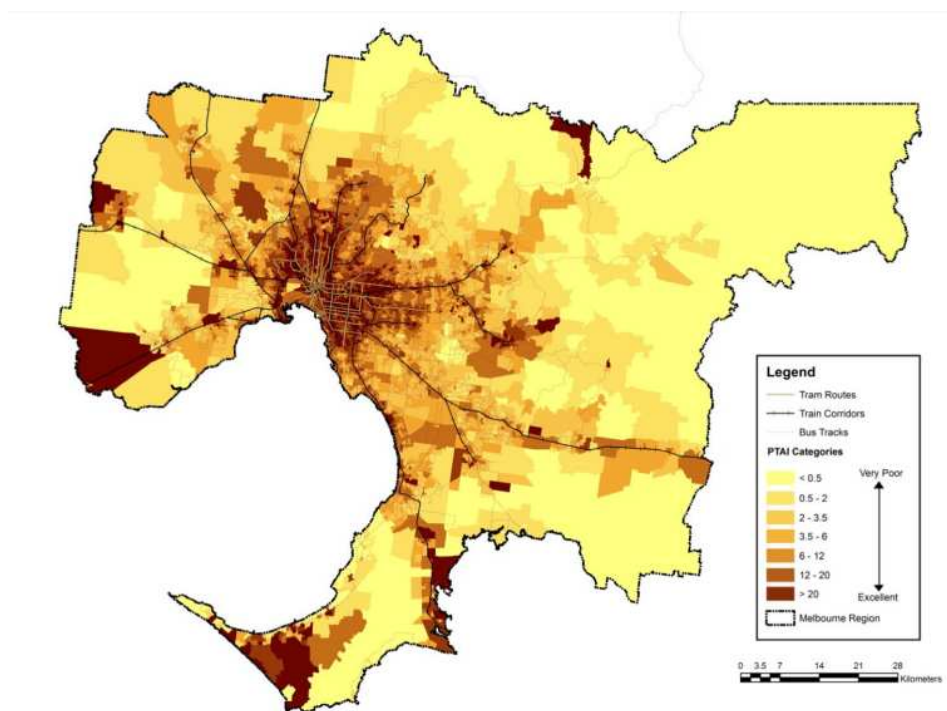 Legend
Tram Routes
Train Corridors
Bus Tracks
PTAI Categories
Very Poor
< 0.5
0.5 - 2
2 - 3.5
3.5 - 6
6 - 12
12 - 20
> 20
Excellent
Melbourne Region
0 3.5 7 14 21 28
Kilometers